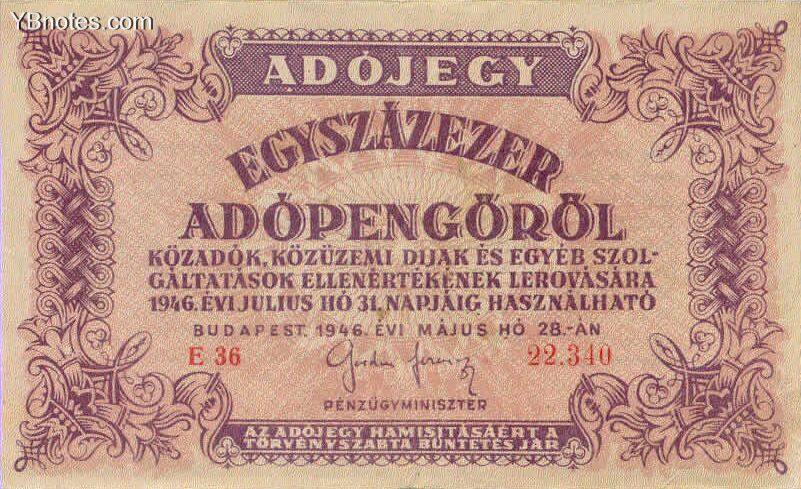 YBnotes.com
ADÓJEGY
EGYSZÁZEZER
ADÓPENGŐRŐL
KÖZADÓK, KÖZÜZEMI DIJAK ÉS EGYÉB SZOL-
GÁLTATÁSOK ELLENÉRTÉKÉNEK LEROVÁSÁRA
1946. ÉVI JULIUS HÓ 31. NAPJÁIG HASZNÁLHATÓ
BUDAPEST, 1946. ÉVI MÁJUS HÓ 28.-ÁN
E 36 22.340
Gordon Ferenc
PÉNZÜGYMINISZTER
AZ ADÓJEGY HAMISITÁSÁÉRT A
TÖRVÉNYSZABTA BÜNTETÉS JÁR